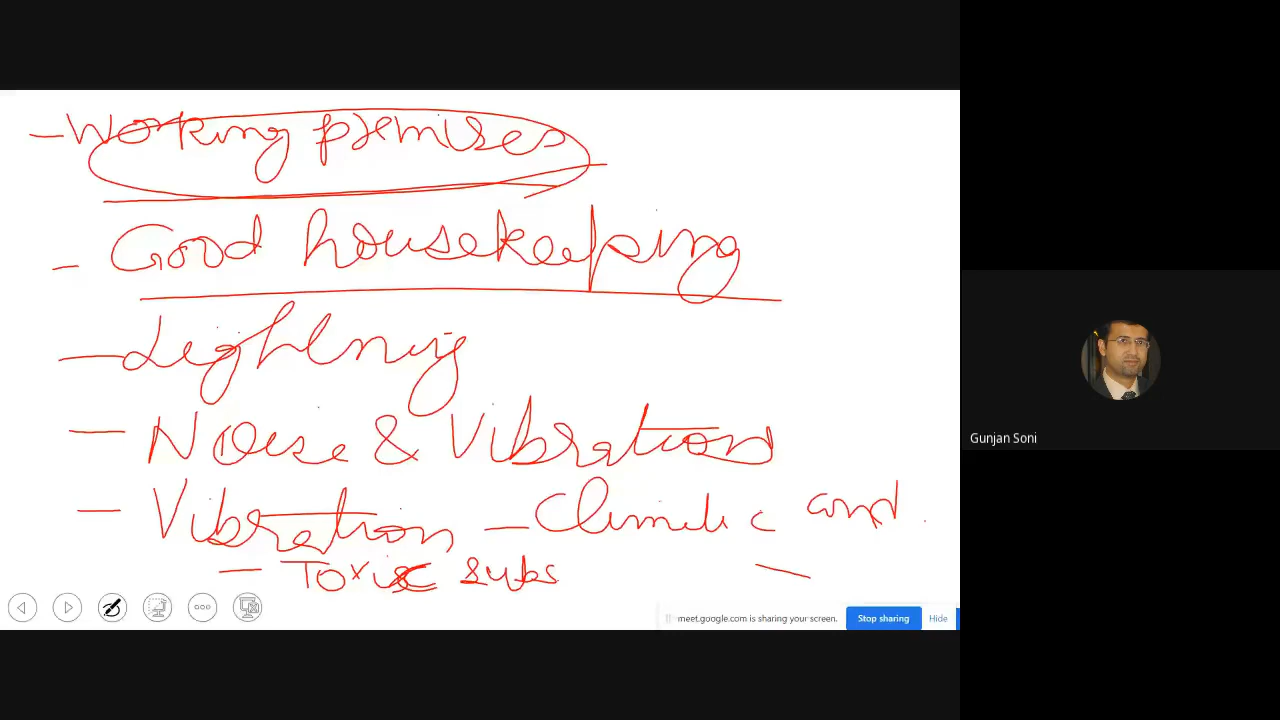 - Working premises
- Good housekeeping
- Lightnig
- Noise & Vibration
- Vibration - Climatic cond.
- Toxic subs -
Gunjan Soni
meet.google.com is sharing your screen.
Stop sharing
Hide